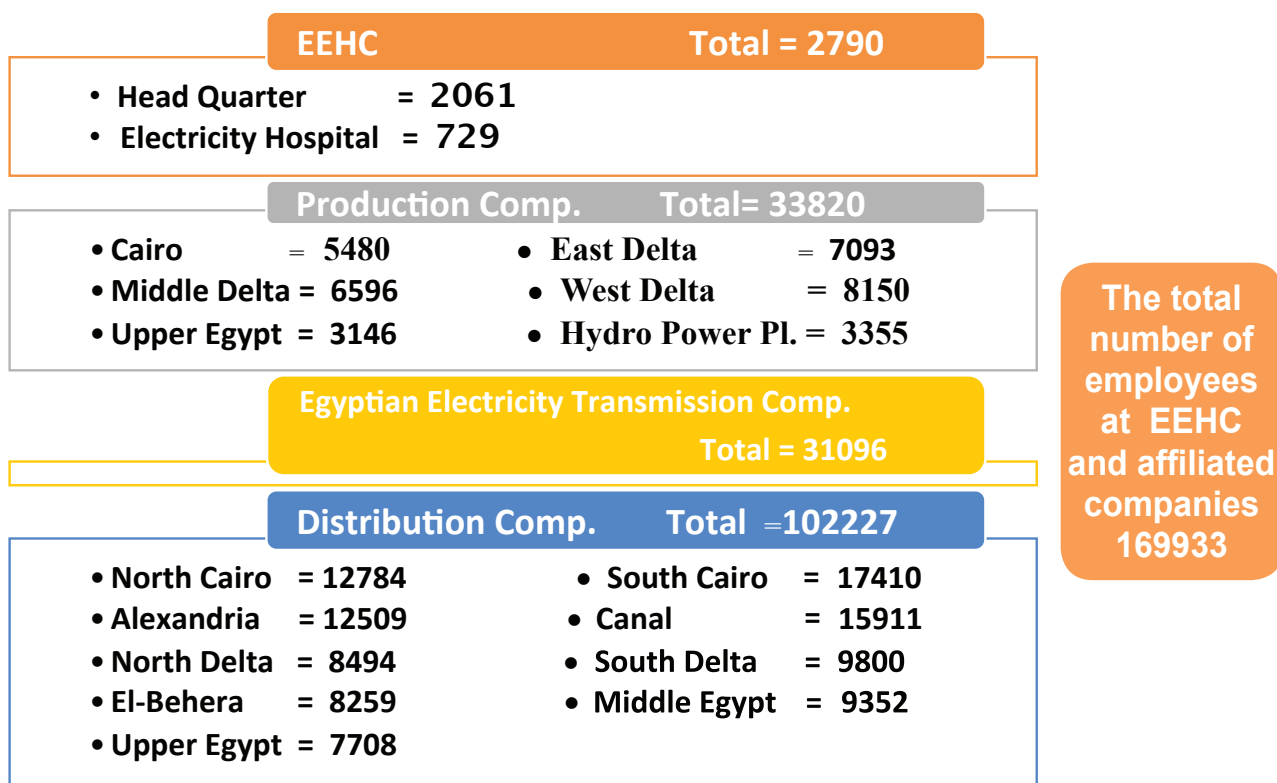 EEHC Total = 2790
• Head Quarter = 2061
• Electricity Hospital = 729
Production Comp. Total= 33820
• Cairo = 5480 • East Delta = 7093
• Middle Delta = 6596 • West Delta = 8150
• Upper Egypt = 3146 • Hydro Power Pl. = 3355
Egyptian Electricity Transmission Comp.
Total = 31096
Distribution Comp. Total =102227
• North Cairo = 12784 • South Cairo = 17410
• Alexandria = 12509 • Canal = 15911
• North Delta = 8494 • South Delta = 9800
• El-Behera = 8259 • Middle Egypt = 9352
• Upper Egypt = 7708
The total
number of
employees
at EEHC
and affiliated
companies
169933